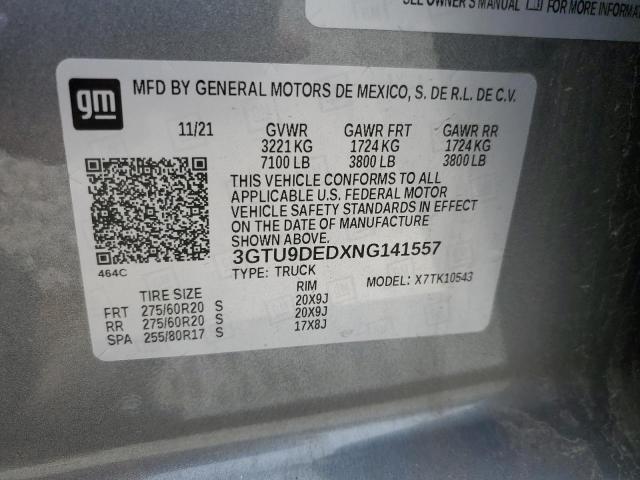 SEE OWNER'S MANUAL FOR MORE INFORMA
gm
MFD BY GENERAL MOTORS DE MEXICO, S. DE R.L. DE C.V.
11/21 GVWR GAWR FRT GAWR RR
3221 KG 1724 KG 1724 KG
7100 LB 3800 LB 3800 LB
THIS VEHICLE CONFORMS TO ALL
APPLICABLE U.S. FEDERAL MOTOR
VEHICLE SAFETY STANDARDS IN EFFECT
ON THE DATE OF MANUFACTURE
SHOWN ABOVE.
3GTU9DEDXNG141557
464C
TYPE: TRUCK MODEL: X7TK10543
TIRE SIZE RIM
FRT 275/60R20 S 20X9J
RR 275/60R20 S 20X9J
SPA 255/80R17 S 17X8J